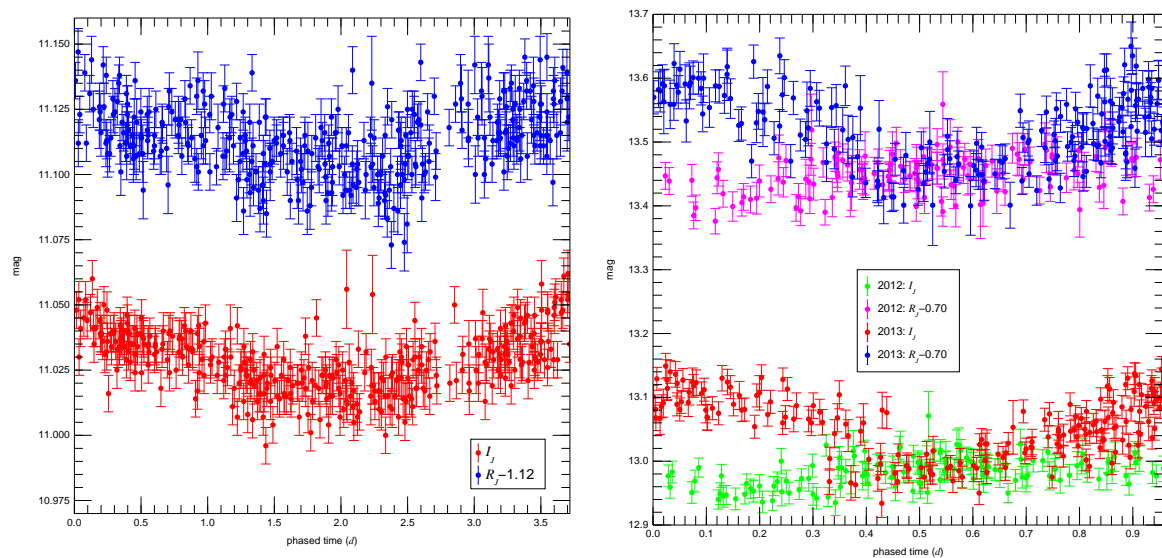 11.150
11.125
11.100
11.075
11.050
11.025
11.000
10.975
mag
0.0 0.5 1.0 1.5 2.0 2.5 3.0 3.5
phased time (d)
I_J
R_J−1.12
13.7
13.6
13.5
13.4
13.3
13.2
13.1
13.0
12.9
mag
0.0 0.1 0.2 0.3 0.4 0.5 0.6 0.7 0.8 0.9
phased time (d)
2012: I_J
2012: R_J−0.70
2013: I_J
2013: R_J−0.70